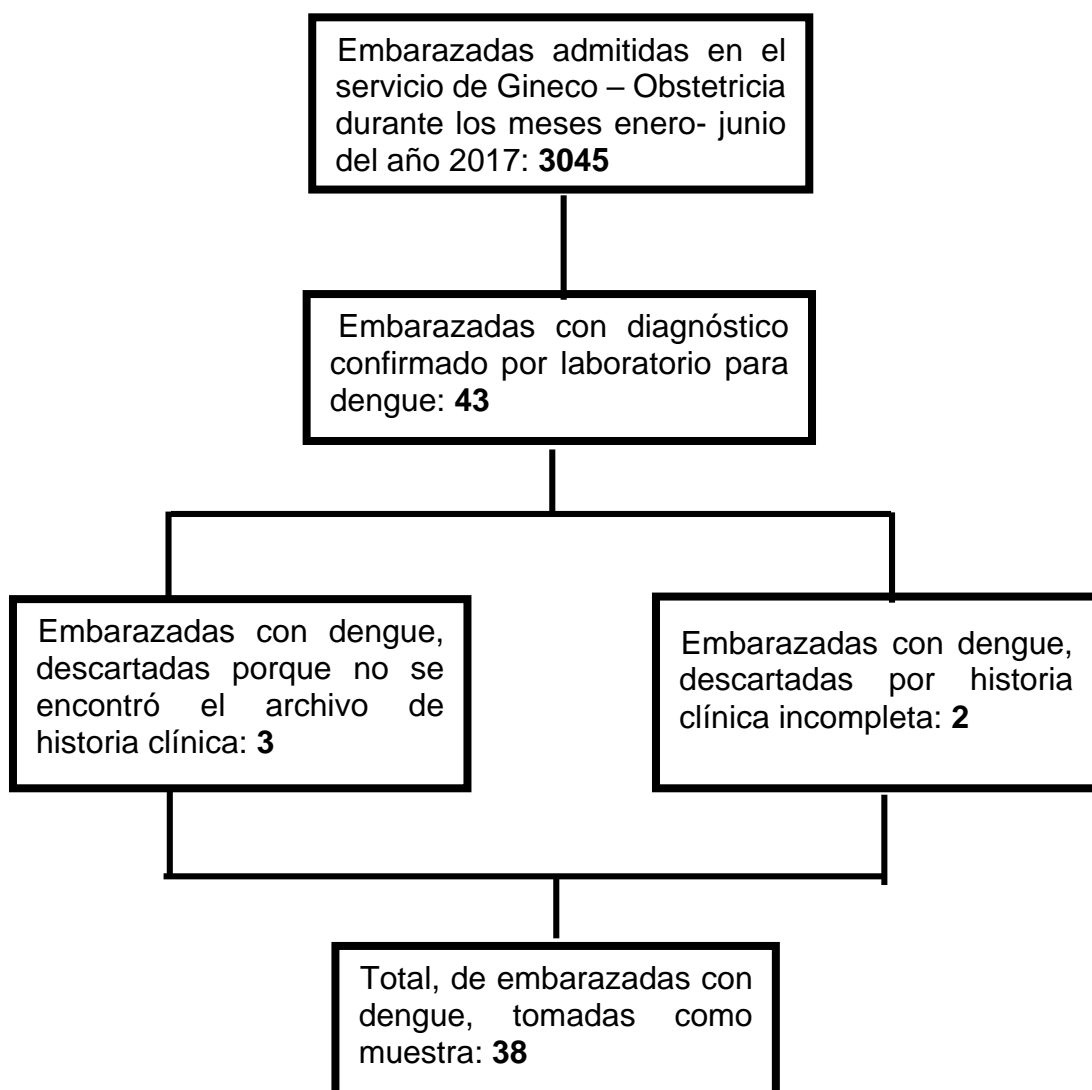 Embarazadas admitidas en el
servicio de Gineco – Obstetricia
durante los meses enero- junio
del año 2017: 3045
Embarazadas con diagnóstico
confirmado por laboratorio para
dengue: 43
Embarazadas con dengue,
descartadas porque no se
encontró el archivo de
historia clínica: 3
Embarazadas con dengue,
descartadas por historia
clínica incompleta: 2
Total, de embarazadas con
dengue, tomadas como
muestra: 38